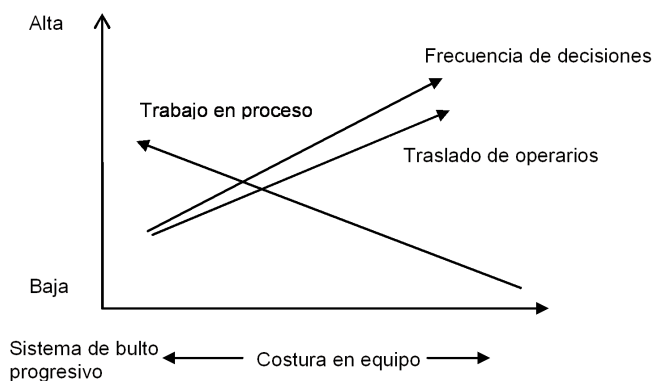 Alta
Frecuencia de decisiones
Trabajo en proceso
Traslado de operarios
Baja
Sistema de bulto
progresivo
Costura en equipo